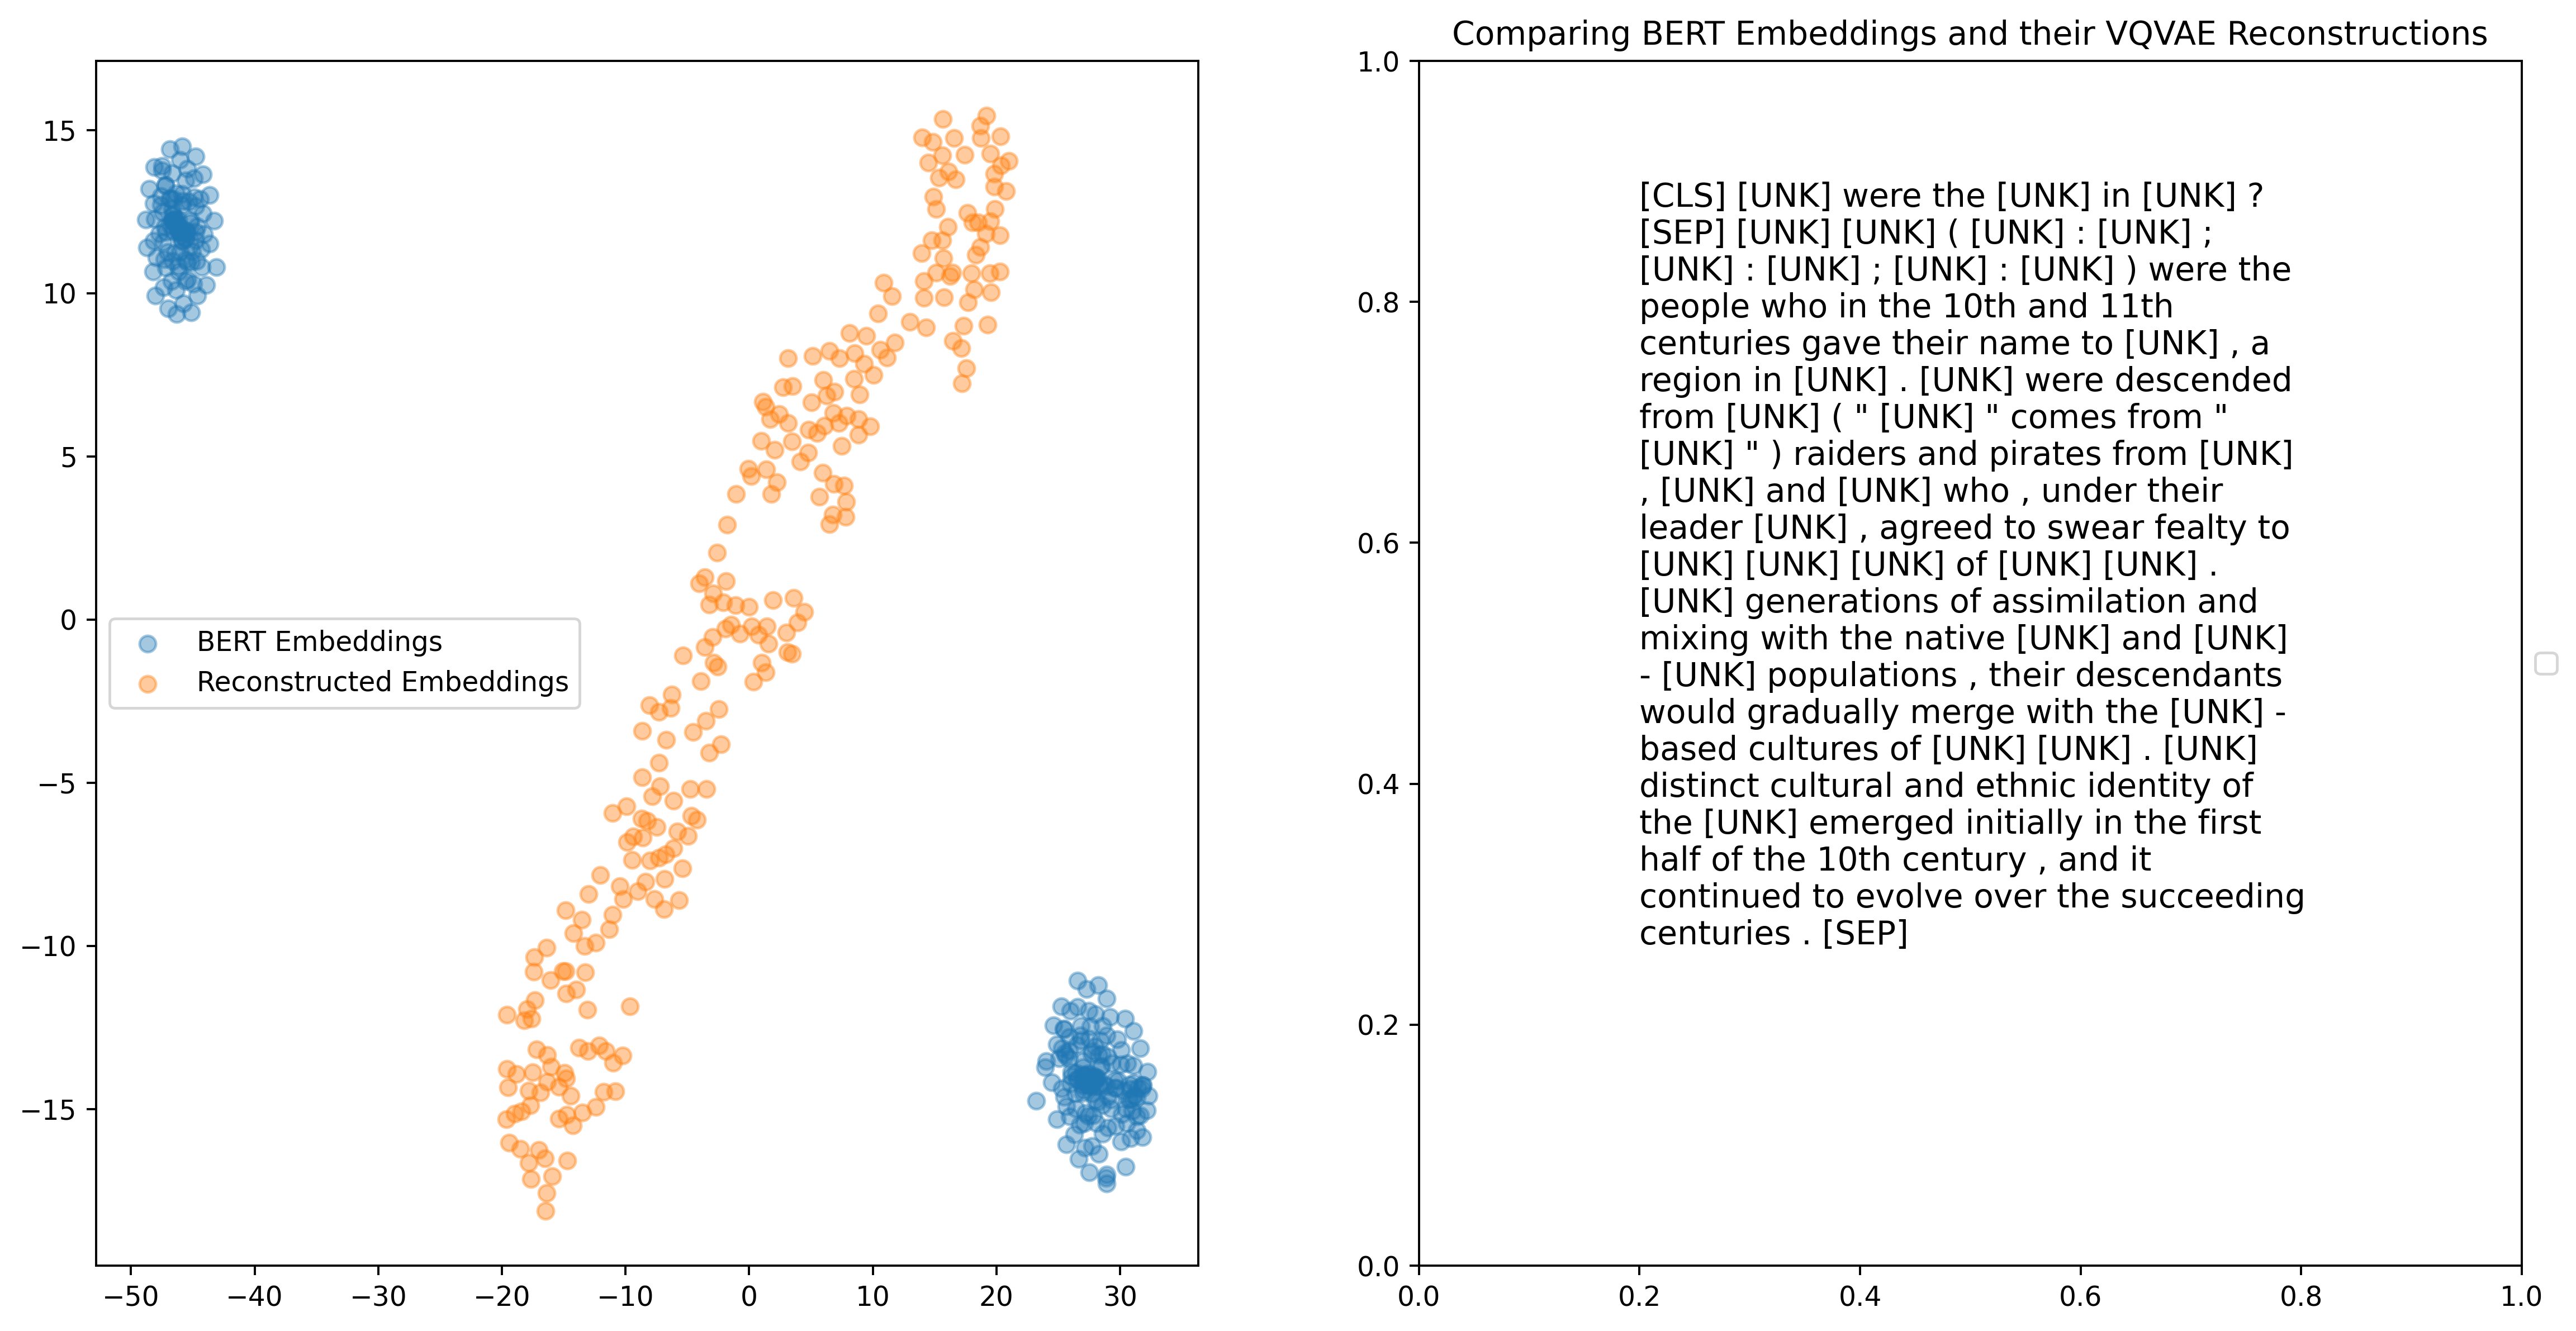 Comparing BERT Embeddings and their VQVAE Reconstructions
15
10
5
0
−5
−10
−15
−50
−40
−30
−20
−10
0
10
20
30
BERT Embeddings
Reconstructed Embeddings
1.0
0.8
0.6
0.4
0.2
0.0
0.0
0.2
0.4
0.6
0.8
1.0
[CLS] [UNK] were the [UNK] in [UNK] ?
[SEP] [UNK] [UNK] ( [UNK] : [UNK] ;
[UNK] : [UNK] ; [UNK] : [UNK] ) were the
people who in the 10th and 11th
centuries gave their name to [UNK] , a
region in [UNK] . [UNK] were descended
from [UNK] ( " [UNK] " comes from "
[UNK] " ) raiders and pirates from [UNK]
, [UNK] and [UNK] who , under their
leader [UNK] , agreed to swear fealty to
[UNK] [UNK] [UNK] of [UNK] [UNK] .
[UNK] generations of assimilation and
mixing with the native [UNK] and [UNK]
- [UNK] populations , their descendants
would gradually merge with the [UNK] -
based cultures of [UNK] [UNK] . [UNK]
distinct cultural and ethnic identity of
the [UNK] emerged initially in the first
half of the 10th century , and it
continued to evolve over the succeeding
centuries . [SEP]